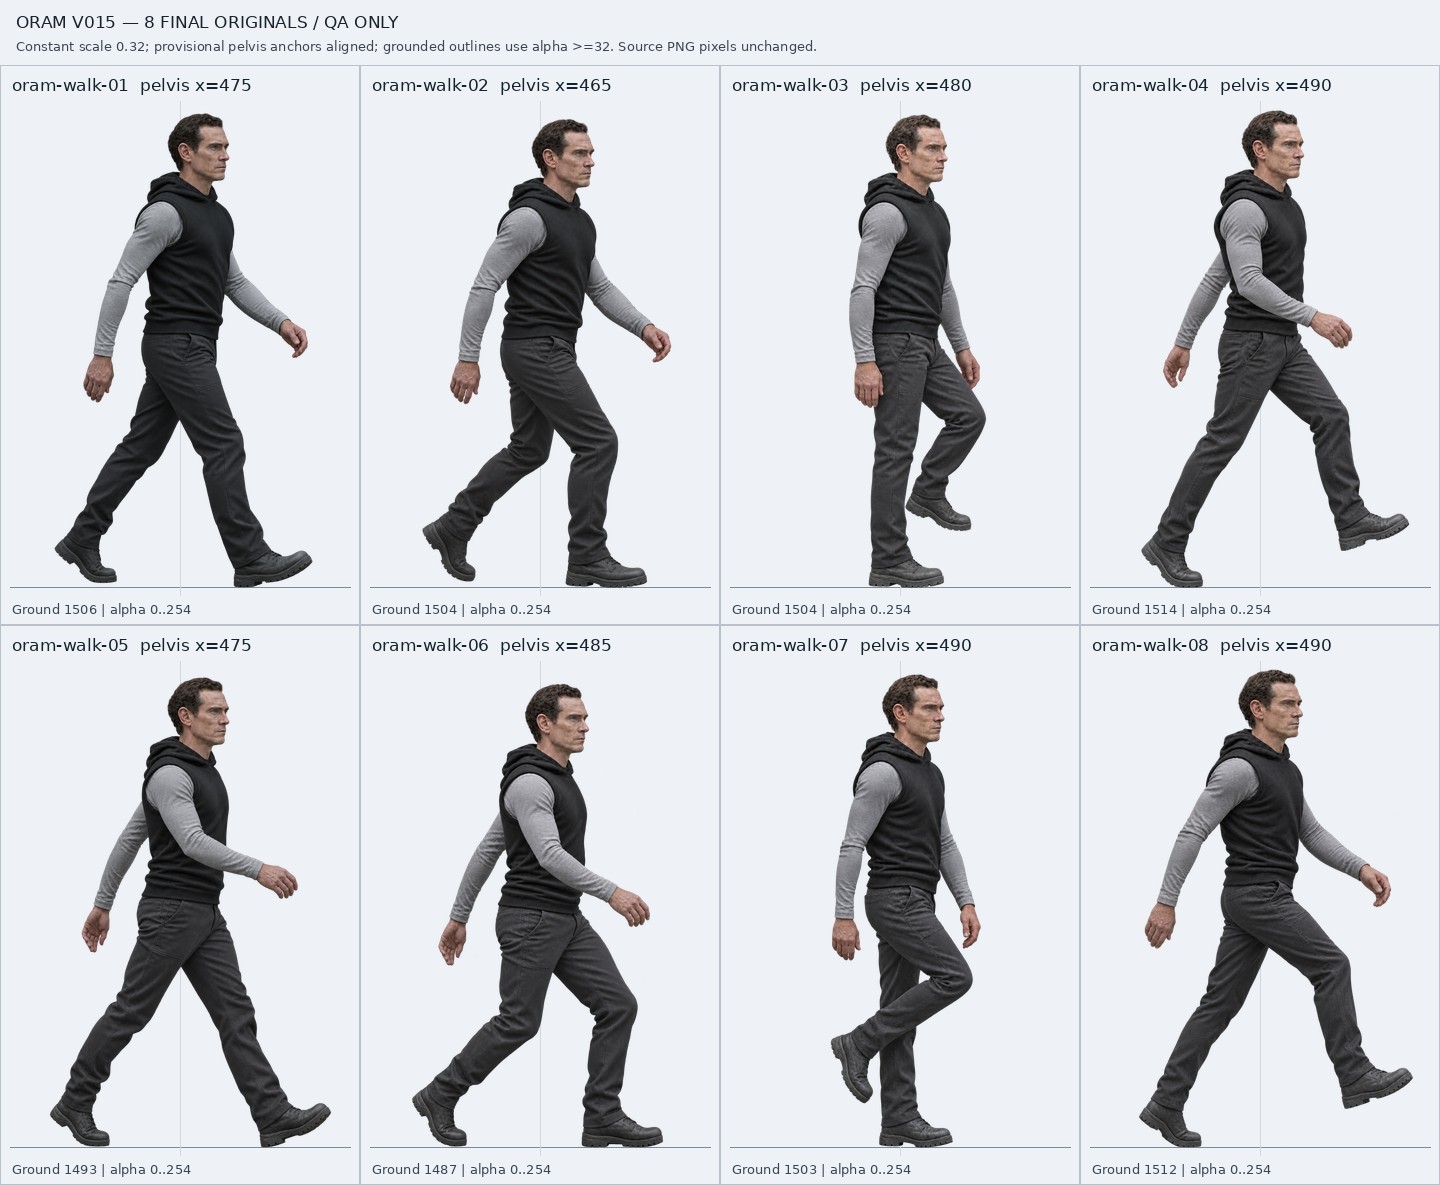 ORAM V015 — 8 FINAL ORIGINALS / QA ONLY
Constant scale 0.32; provisional pelvis anchors aligned; grounded outlines use alpha >=32. Source PNG pixels unchanged.
oram-walk-01 pelvis x=475
oram-walk-02 pelvis x=465
oram-walk-03 pelvis x=480
oram-walk-04 pelvis x=490
Ground 1506 | alpha 0..254
Ground 1504 | alpha 0..254
Ground 1504 | alpha 0..254
Ground 1514 | alpha 0..254
oram-walk-05 pelvis x=475
oram-walk-06 pelvis x=485
oram-walk-07 pelvis x=490
oram-walk-08 pelvis x=490
Ground 1493 | alpha 0..254
Ground 1487 | alpha 0..254
Ground 1503 | alpha 0..254
Ground 1512 | alpha 0..254